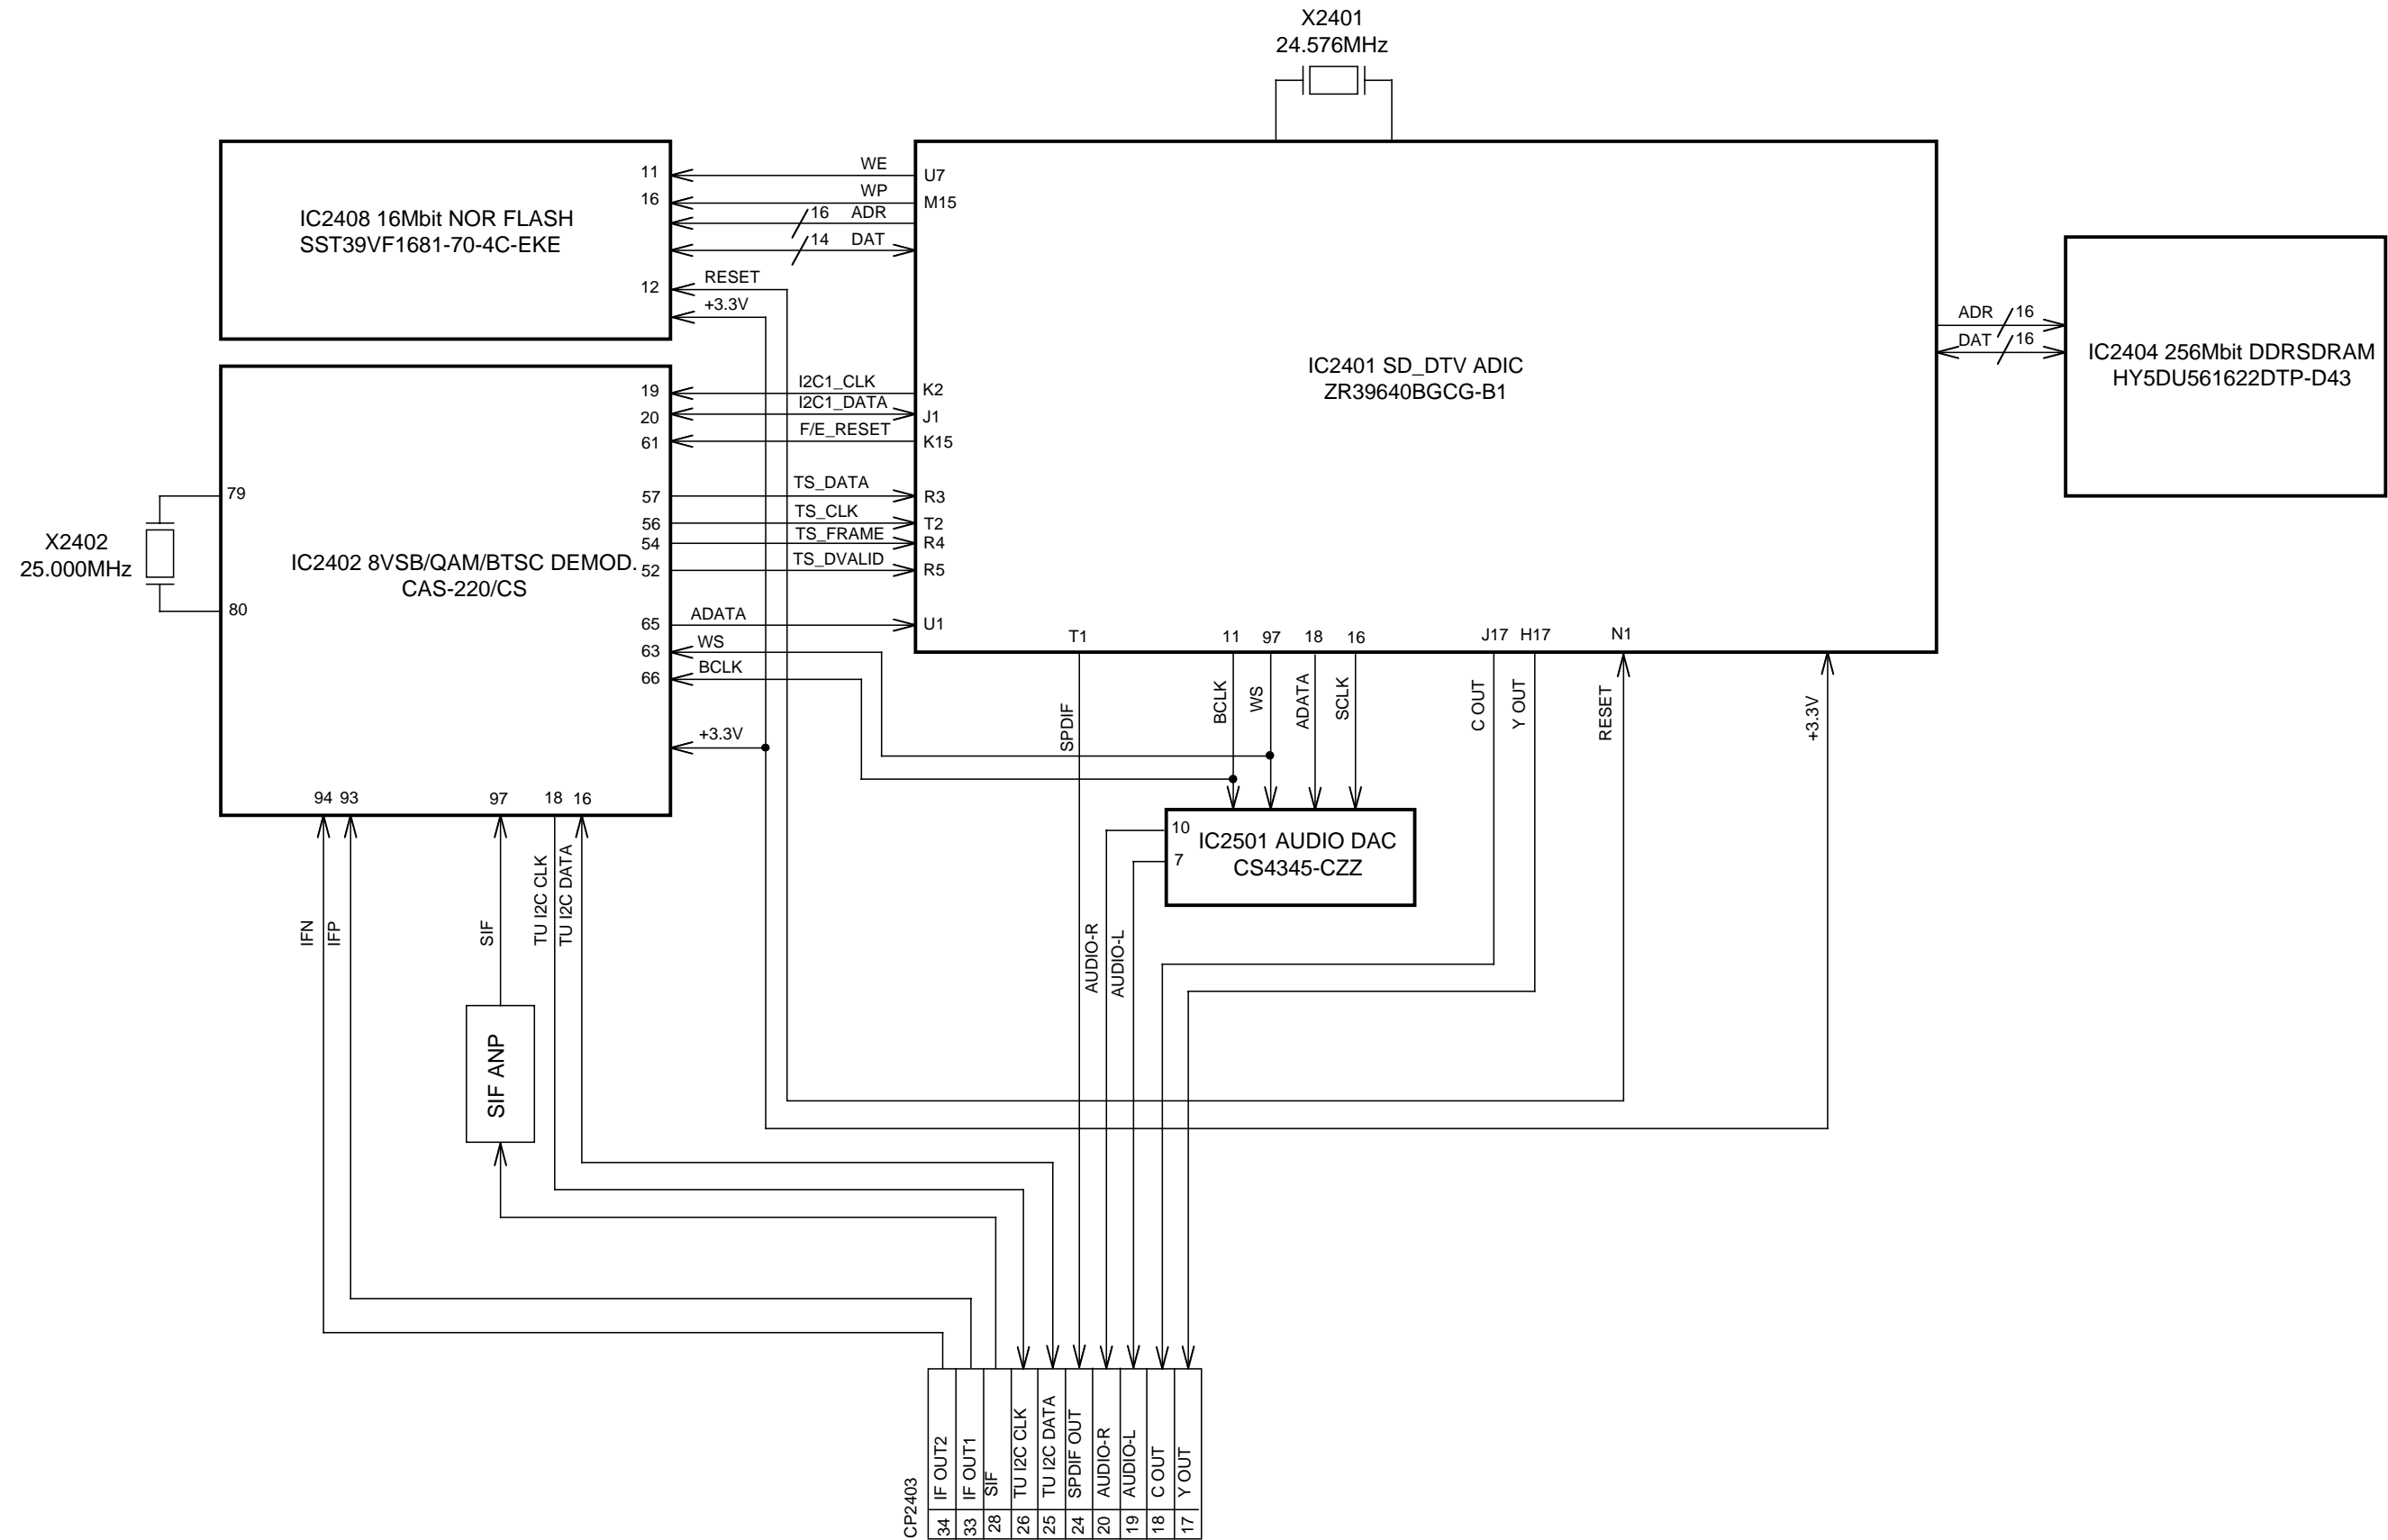 X2401
24.576MHz
11
WE
U7
16
WP
M15
16
ADR
14
DAT
IC2408 16Mbit NOR FLASH
SST39VF1681-70-4C-EKE
12
RESET
+3.3V
ADR
16
DAT
16
IC2401 SD_DTV ADIC
ZR39640BGCG-B1
IC2404 256Mbit DDRSDRAM
HY5DU561622DTP-D43
19
I2C1_CLK
K2
20
I2C1_DATA
J1
61
F/E_RESET
K15
79
57
TS_DATA
R3
56
TS_CLK
T2
54
TS_FRAME
R4
52
TS_DVALID
R5
X2402
25.000MHz
IC2402 8VSB/QAM/BTSC DEMOD.
CAS-220/CS
80
65
ADATA
U1
63
WS
66
BCLK
T1
11
97
18
16
J17
H17
N1
SPDIF
BCLK
WS
ADATA
SCLK
C OUT
Y OUT
RESET
+3.3V
+3.3V
94
93
97
18
16
10
7
IC2501 AUDIO DAC
CS4345-CZZ
IFN
IFP
SIF
TU I2C CLK
TU I2C DATA
AUDIO-R
AUDIO-L
SIF ANP
CP2403
IF OUT2
IF OUT1
SIF
TU I2C CLK
TU I2C DATA
SPDIF OUT
AUDIO-R
AUDIO-L
C OUT
Y OUT
34
33
28
26
25
24
20
19
18
17